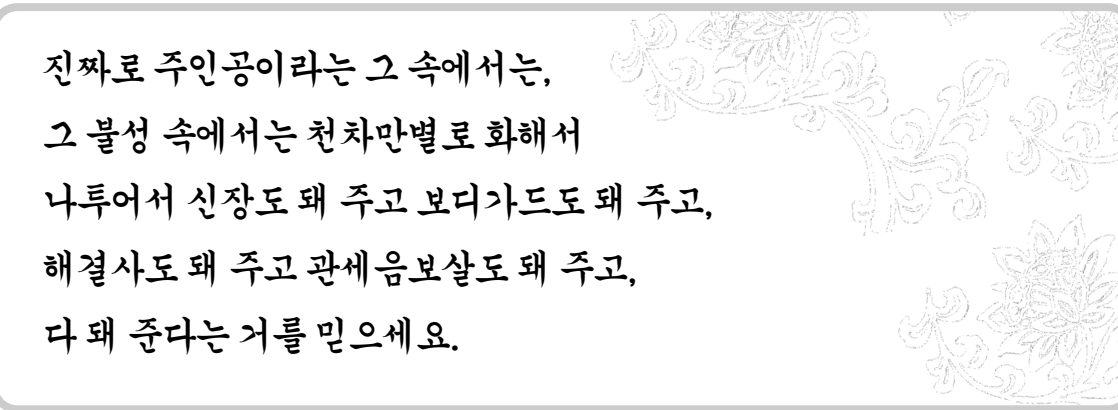 진짜로 주인공이라는 그 속에서는,
그 불성 속에서는 천차만별로 화해서
나투어서 신장도 돼 주고 보디가드도 돼 주고,
해결사도 돼 주고 관세음보살도 돼 주고,
다 돼 준다는 거를 믿으세요.